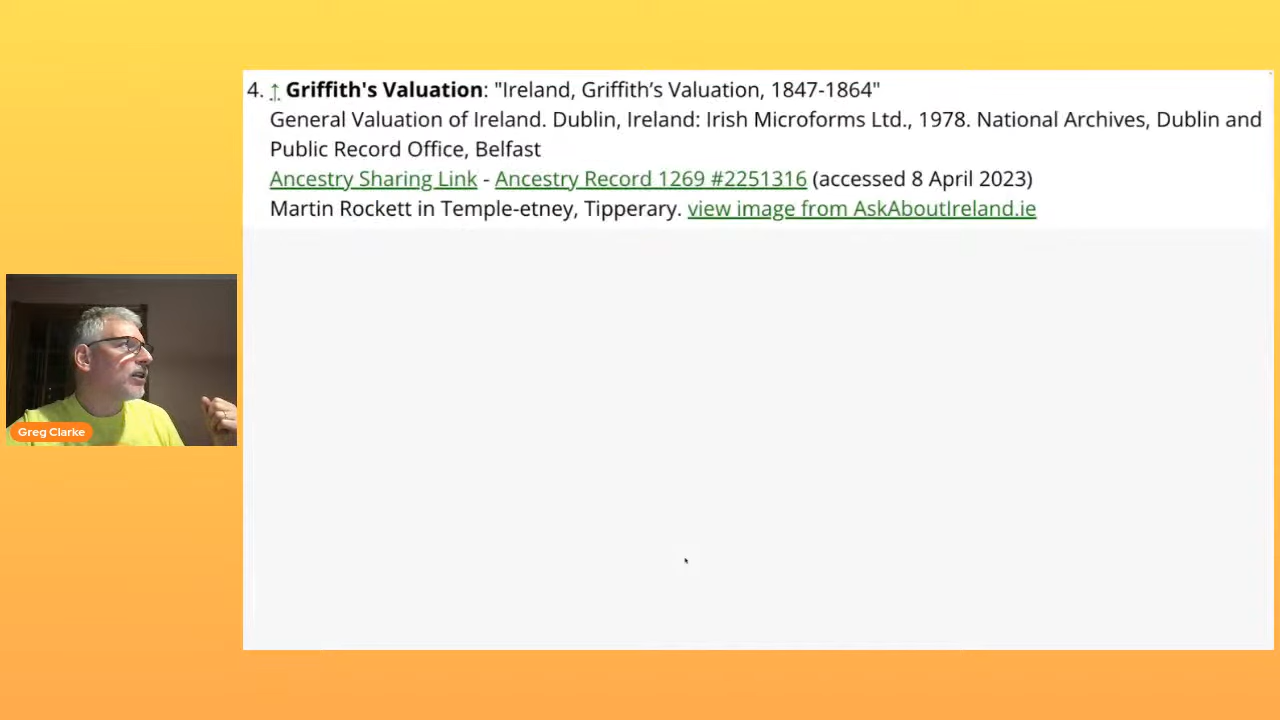 4. ↑ Griffith's Valuation: "Ireland, Griffith’s Valuation, 1847-1864"
General Valuation of Ireland. Dublin, Ireland: Irish Microforms Ltd., 1978. National Archives, Dublin and
Public Record Office, Belfast
Ancestry Sharing Link - Ancestry Record 1269 #2251316 (accessed 8 April 2023)
Martin Rockett in Temple-etney, Tipperary. view image from AskAboutIreland.ie
Greg Clarke